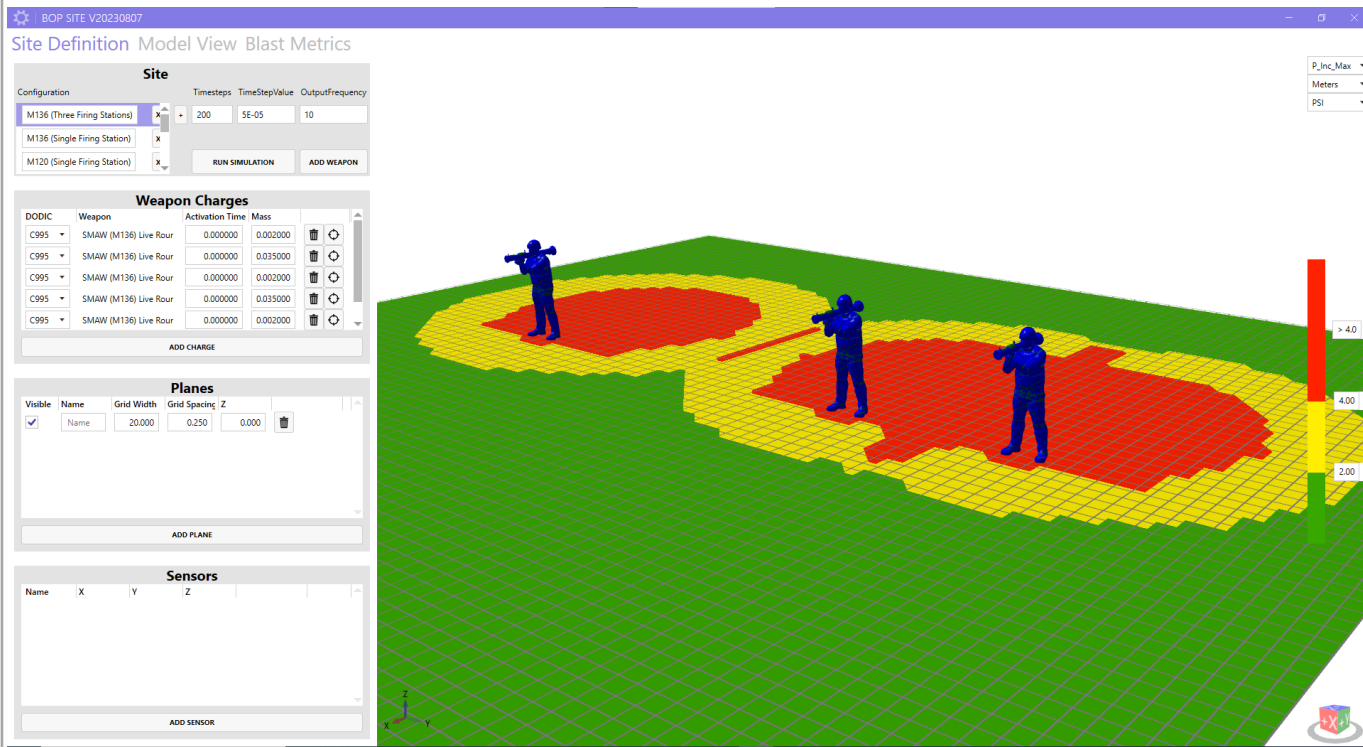 BOP SITE V20230807
Site Definition Model View Blast Metrics
Site
Configuration Timesteps TimeStepValue OutputFrequency
M136 (Three Firing Stations) x + 200 5E-05 10
M136 (Single Firing Station) x
M120 (Single Firing Station) x RUN SIMULATION ADD WEAPON
Weapon Charges
DODIC Weapon Activation Time Mass
C995 SMAW (M136) Live Rour 0.000000 0.002000
C995 SMAW (M136) Live Rour 0.000000 0.035000
C995 SMAW (M136) Live Rour 0.000000 0.002000
C995 SMAW (M136) Live Rour 0.000000 0.035000
C995 SMAW (M136) Live Rour 0.000000 0.002000
ADD CHARGE
Planes
Visible Name Grid Width Grid Spacing Z
Name 20.000 0.250 0.000
ADD PLANE
Sensors
Name X Y Z
ADD SENSOR
P_Inc_Max
Meters
PSI
> 4.0
4.00
2.00
Z
X Y
+X +Y